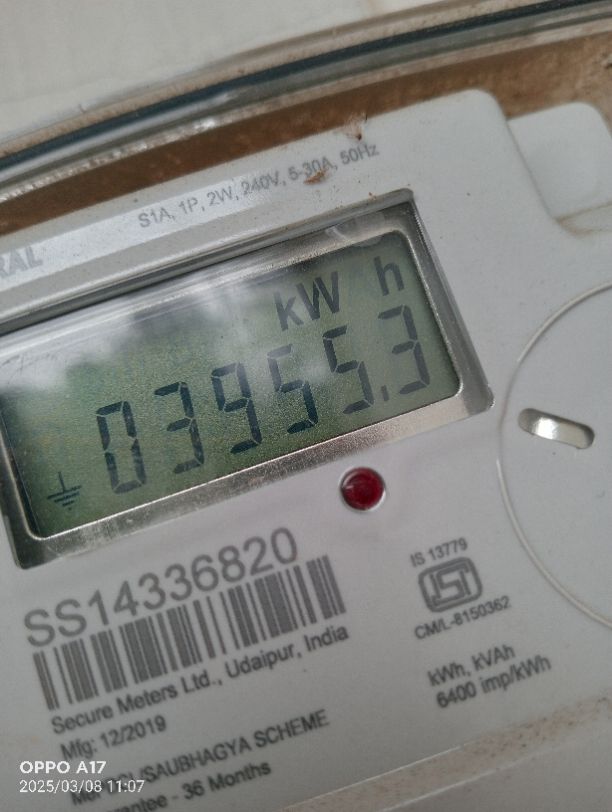 S1A, 1P, 2W, 240V, 5-30A, 50Hz
RAL
kW h
03955.3
SS14336820
Secure Meters Ltd., Udaipur, India
Mfg: 12/2019
SAUBHAGYA SCHEME
- 36 Months
IS 13779
ISI
CM/L-8150362
kWh, kVAh
6400 imp/kWh
OPPO A17
2025/03/08 11:07